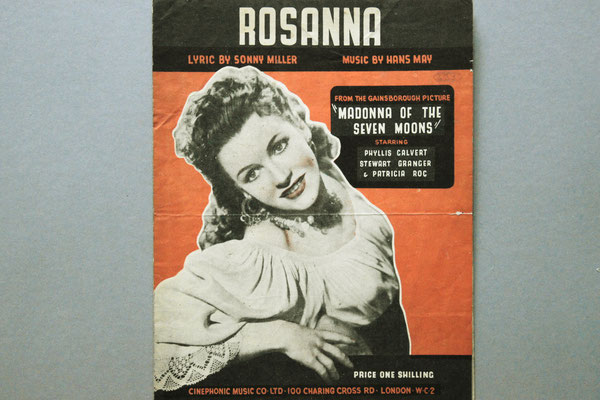 ROSANNA
LYRIC BY SONNY MILLER MUSIC BY HANS MAY
FROM THE GAINSBOROUGH PICTURE
"MADONNA OF THE
SEVEN MOONS"
STARRING
PHYLLIS CALVERT
STEWART GRANGER
& PATRICIA ROC
PRICE ONE SHILLING
CINEPHONIC MUSIC CO·LTD·100 CHARING CROSS RD·LONDON·W·C·2